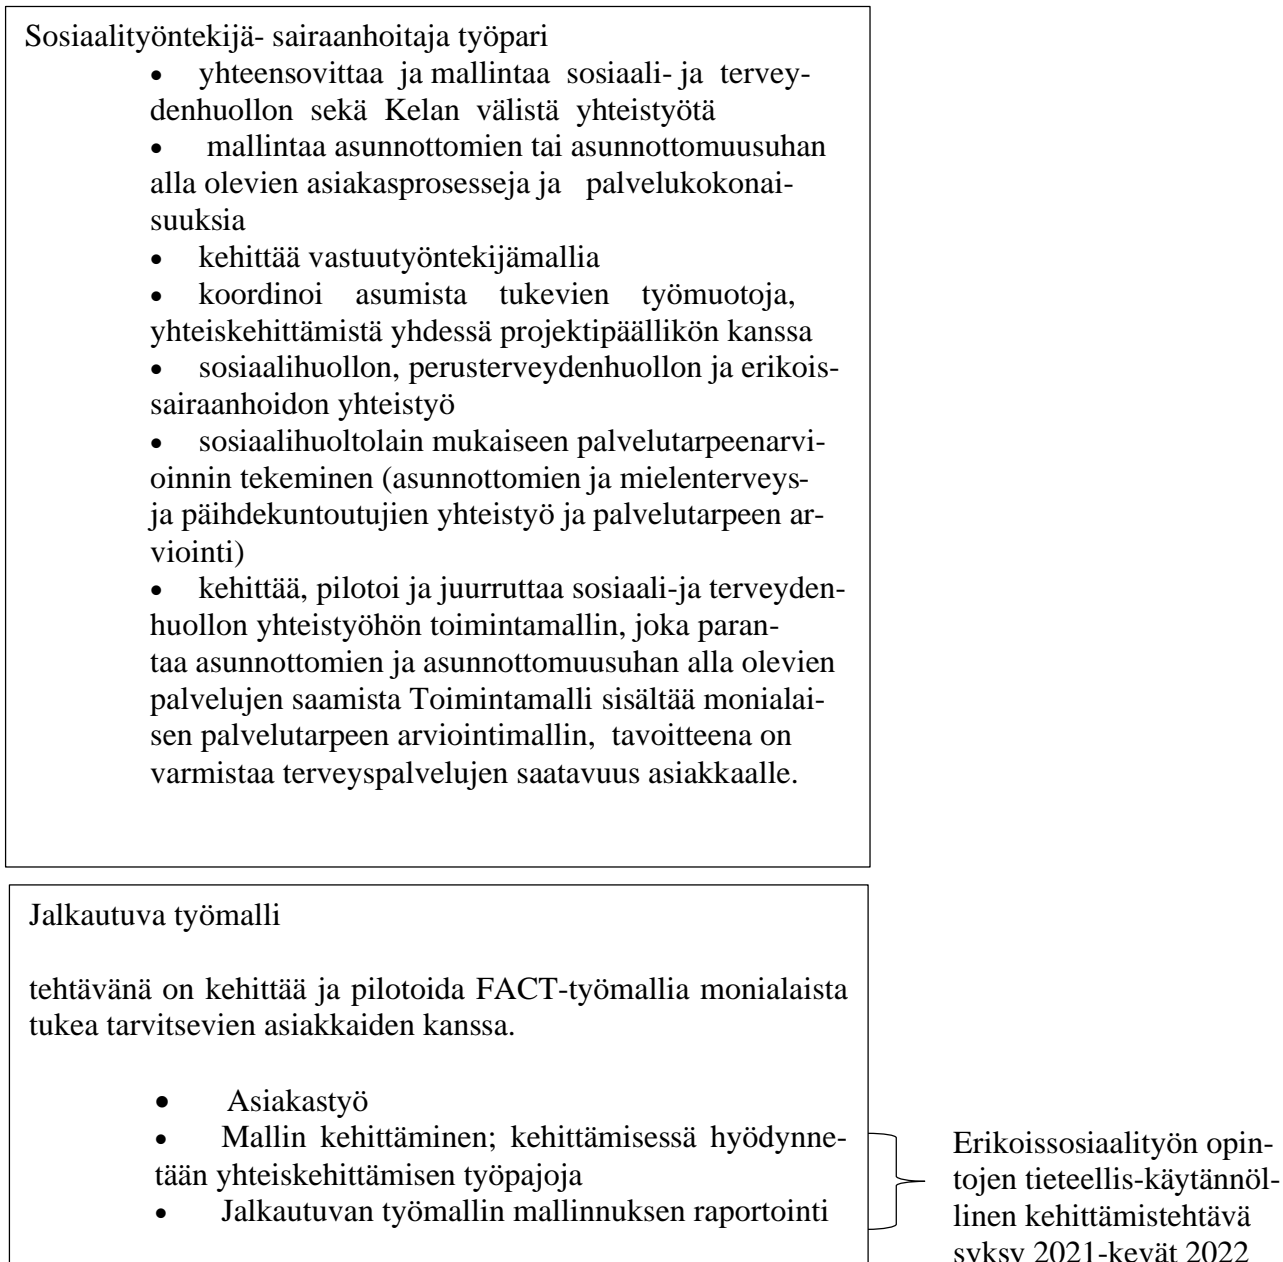 Sosiaalityöntekijä- sairaanhoitaja työpari
• yhteensovittaa ja mallintaa sosiaali- ja tervey-
denhuollon sekä Kelan välistä yhteistyötä
• mallintaa asunnottomien tai asunnottomuusuhan
alla olevien asiakasprosesseja ja palvelukokonai-
suuksia
• kehittää vastuutyöntekijämallia
• koordinoi asumista tukevien työmuotoja,
yhteiskehittämistä yhdessä projektipäällikön kanssa
• sosiaalihuollon, perusterveydenhuollon ja erikois-
sairaanhoidon yhteistyö
• sosiaalihuoltolain mukaiseen palvelutarpeenarvi-
oinnin tekeminen (asunnottomien ja mielenterveys-
ja päihdekuntoutujien yhteistyö ja palvelutarpeen ar-
viointi)
• kehittää, pilotoi ja juurruttaa sosiaali-ja terveyden-
huollon yhteistyöhön toimintamallin, joka paran-
taa asunnottomien ja asunnottomuusuhan alla olevien
palvelujen saamista Toimintamalli sisältää monialai-
sen palvelutarpeen arviointimallin, tavoitteena on
varmistaa terveyspalvelujen saatavuus asiakkaalle.
Jalkautuva työmalli
tehtävänä on kehittää ja pilotoida FACT-työmallia monialaista
tukea tarvitsevien asiakkaiden kanssa.
• Asiakastyö
• Mallin kehittäminen; kehittämisessä hyödynne-
tään yhteiskehittämisen työpajoja
• Jalkautuvan työmallin mallinnuksen raportointi
Erikoissosiaalityön opin-
tojen tieteellis-käytännöl-
linen kehittämistehtävä
syksy 2021-kevät 2022